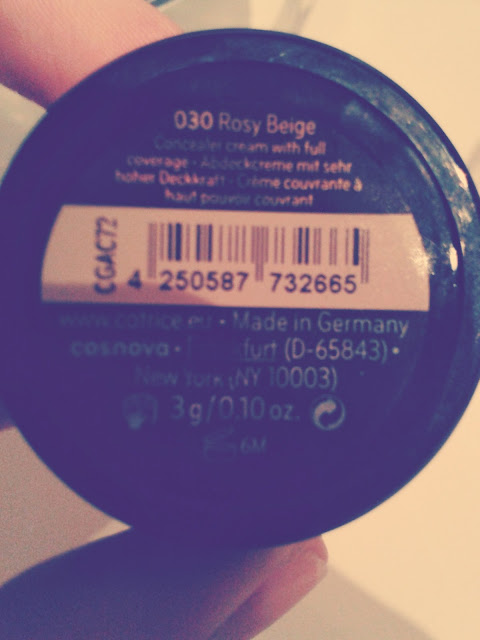 030 Rosy Beige
Concealer cream with full
coverage • Abdeckcreme mit sehr
hoher Deckkraft • Crème couvrante à
haut pouvoir couvrant
CGAC72
4 250587 732665
www.catrice.eu • Made in Germany
cosnova • furt (D-65843) •
New York (NY 10003)
3 g / 0.10 oz.
6M